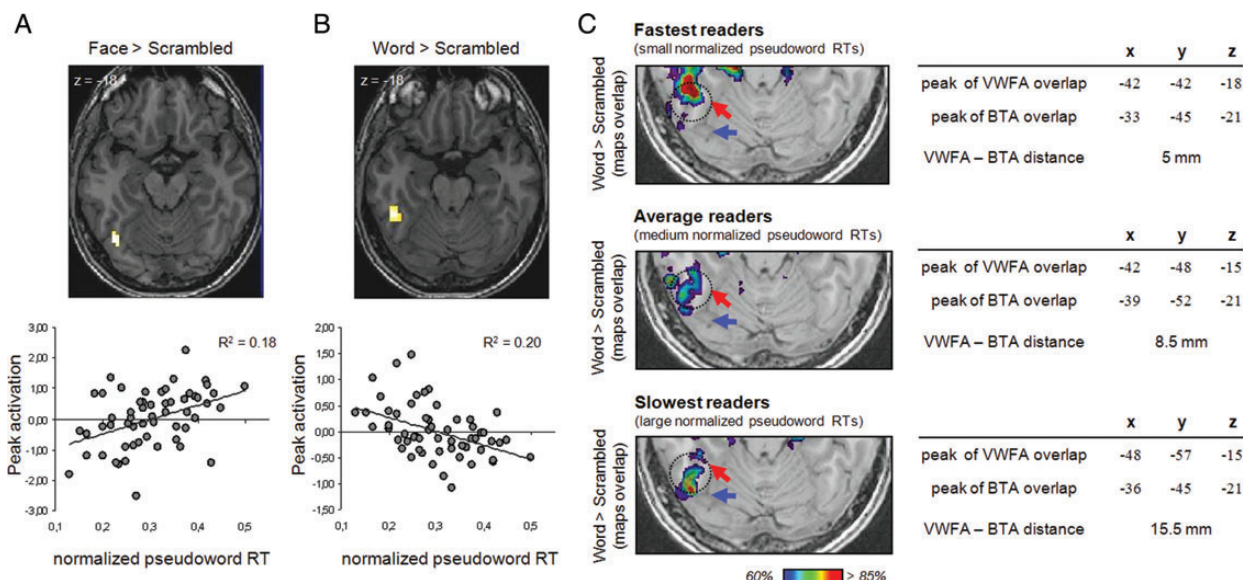 A
Face > Scrambled
z = -18
3,00
2,00
1,00
0,00
-1,00
-2,00
-3,00
Peak activation
R² = 0.18
0,1
0,2
0,3
0,4
0,5
normalized pseudoword RT
B
Word > Scrambled
z = -18
2,00
1,50
1,00
0,50
0,00
-0,50
-1,00
-1,50
Peak activation
R² = 0.20
0,1
0,2
0,3
0,4
0,5
normalized pseudoword RT
C
Fastest readers
(small normalized pseudoword RTs)
Word > Scrambled
(maps overlap)
x y z
peak of VWFA overlap -42 -42 -18
peak of BTA overlap -33 -45 -21
VWFA – BTA distance 5 mm
Average readers
(medium normalized pseudoword RTs)
Word > Scrambled
(maps overlap)
x y z
peak of VWFA overlap -42 -48 -15
peak of BTA overlap -39 -52 -21
VWFA – BTA distance 8.5 mm
Slowest readers
(large normalized pseudoword RTs)
Word > Scrambled
(maps overlap)
x y z
peak of VWFA overlap -48 -57 -15
peak of BTA overlap -36 -45 -21
VWFA – BTA distance 15.5 mm
60% > 85%